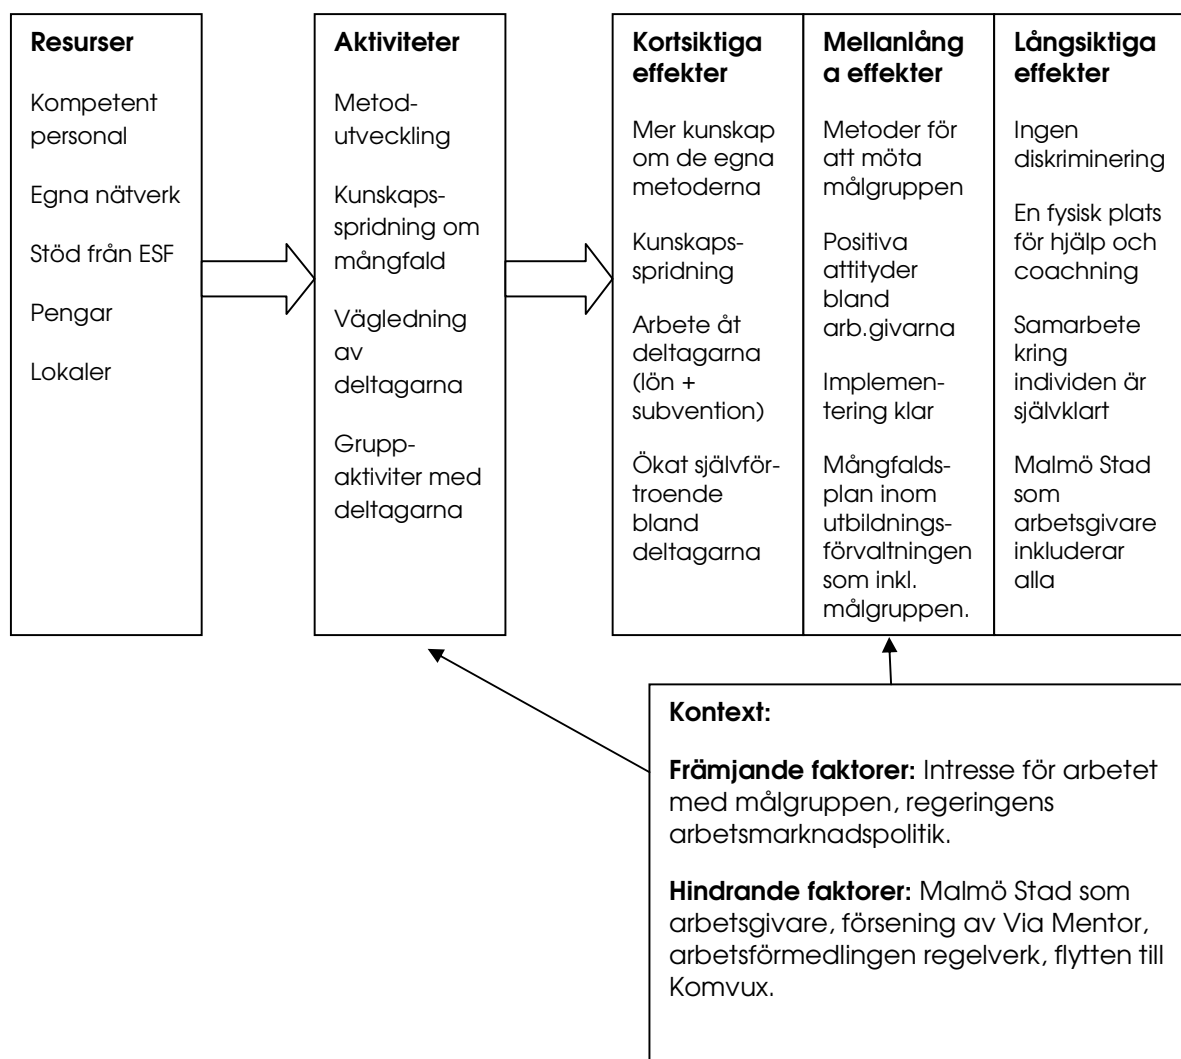 Resurser
Kompetent
personal
Egna nätverk
Stöd från ESF
Pengar
Lokaler
Aktiviteter
Metod-
utveckling
Kunskaps-
spridning om
mångfald
Vägledning
av
deltagarna
Grupp-
aktiviter med
deltagarna
Kortsiktiga
effekter
Mer kunskap
om de egna
metoderna
Kunskaps-
spridning
Arbete åt
deltagarna
(lön +
subvention)
Ökat självför-
troende
bland
deltagarna
Mellanlång
a effekter
Metoder för
att möta
målgruppen
Positiva
attityder
bland
arb.givarna
Implemen-
tering klar
Mångfalds-
plan inom
utbildnings-
förvaltningen
som inkl.
målgruppen.
Långsiktiga
effekter
Ingen
diskriminering
En fysisk plats
för hjälp och
coachning
Samarbete
kring
individen är
självklart
Malmö Stad
som
arbetsgivare
inkluderar
alla
Kontext:
Främjande faktorer: Intresse för arbetet
med målgruppen, regeringens
arbetsmarknadspolitik.
Hindrande faktorer: Malmö Stad som
arbetsgivare, försening av Via Mentor,
arbetsförmedlingen regelverk, flytten till
Komvux.